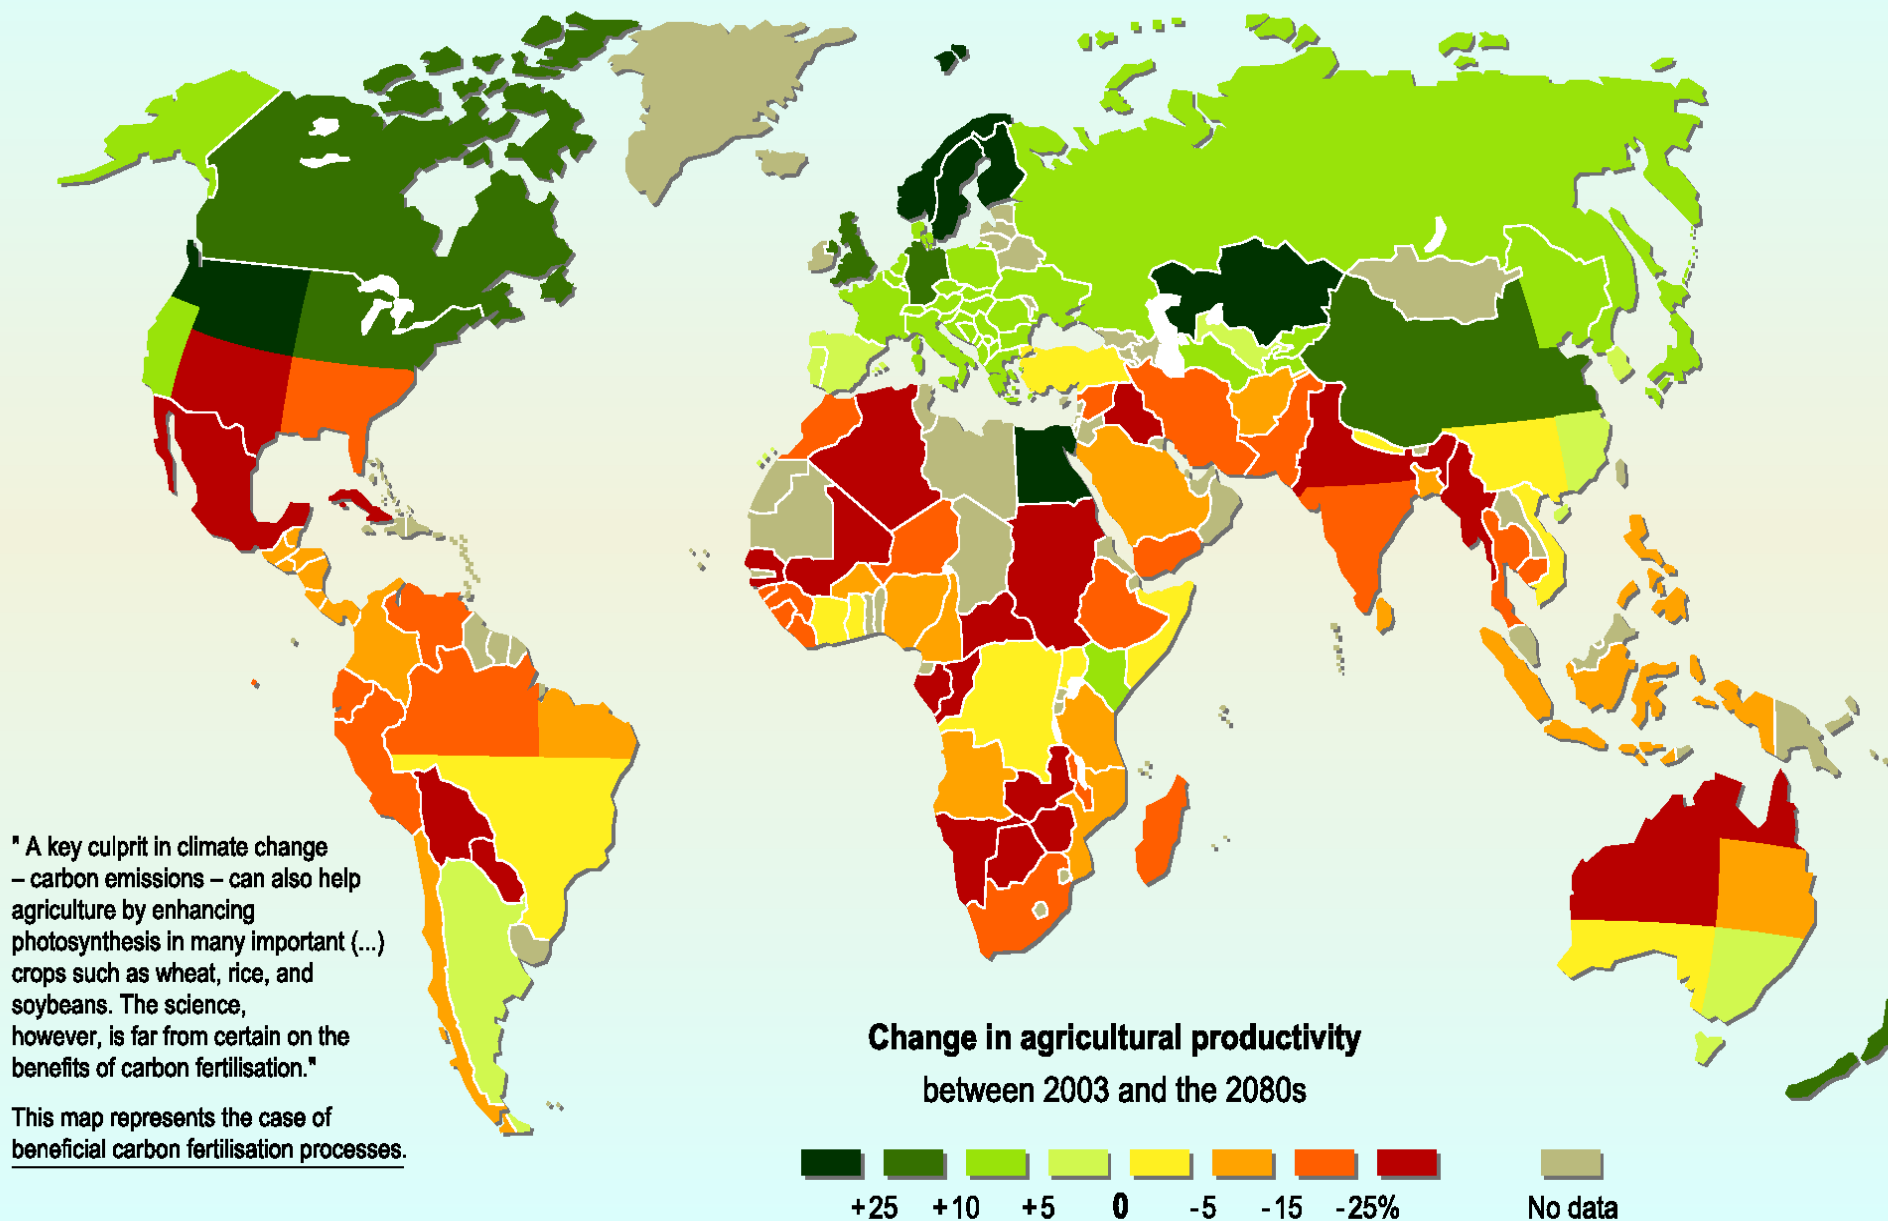 " A key culprit in climate change
– carbon emissions – can also help
agriculture by enhancing
photosynthesis in many important (...)
crops such as wheat, rice, and
soybeans. The science,
however, is far from certain on the
benefits of carbon fertilisation."
This map represents the case of
beneficial carbon fertilisation processes.
Change in agricultural productivity
between 2003 and the 2080s
+25 +10 +5 0 -5 -15 -25% No data